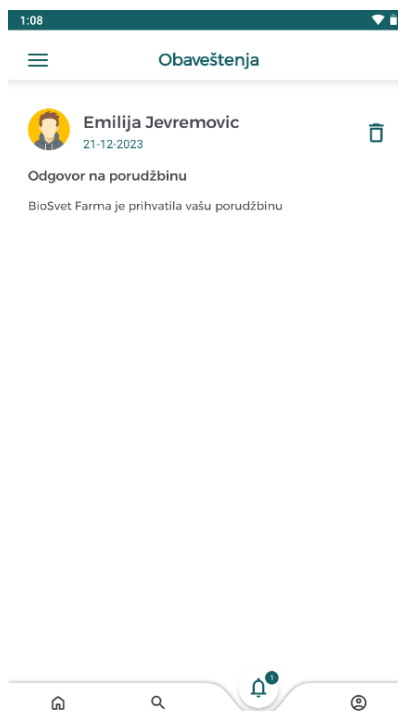 1:08
Obaveštenja
Emilija Jevremovic
21-12-2023
Odgovor na porudžbinu
BioSvet Farma je prihvatila vašu porudžbinu
1